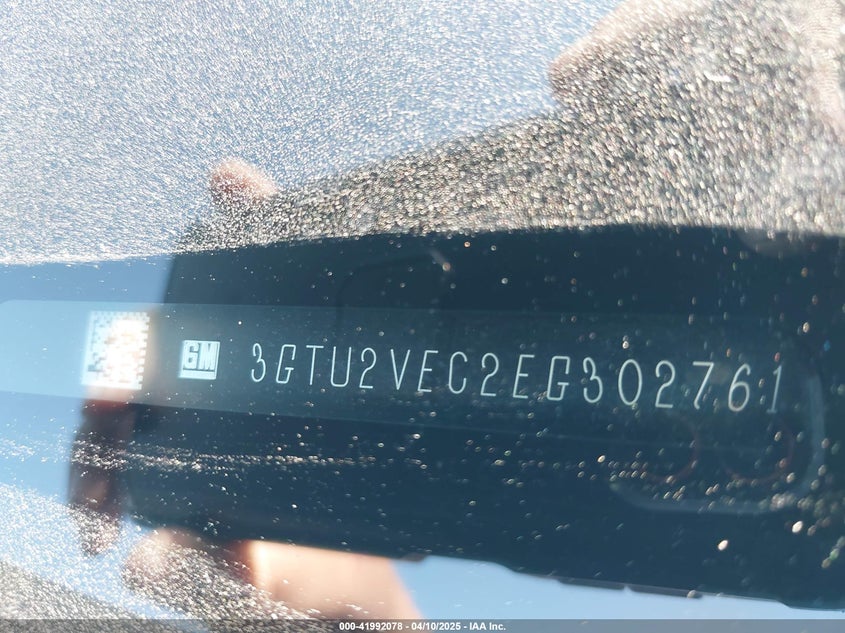 GM 3GTU2VEC2EG302761
000-41992078 - 04/10/2025 - IAA Inc.